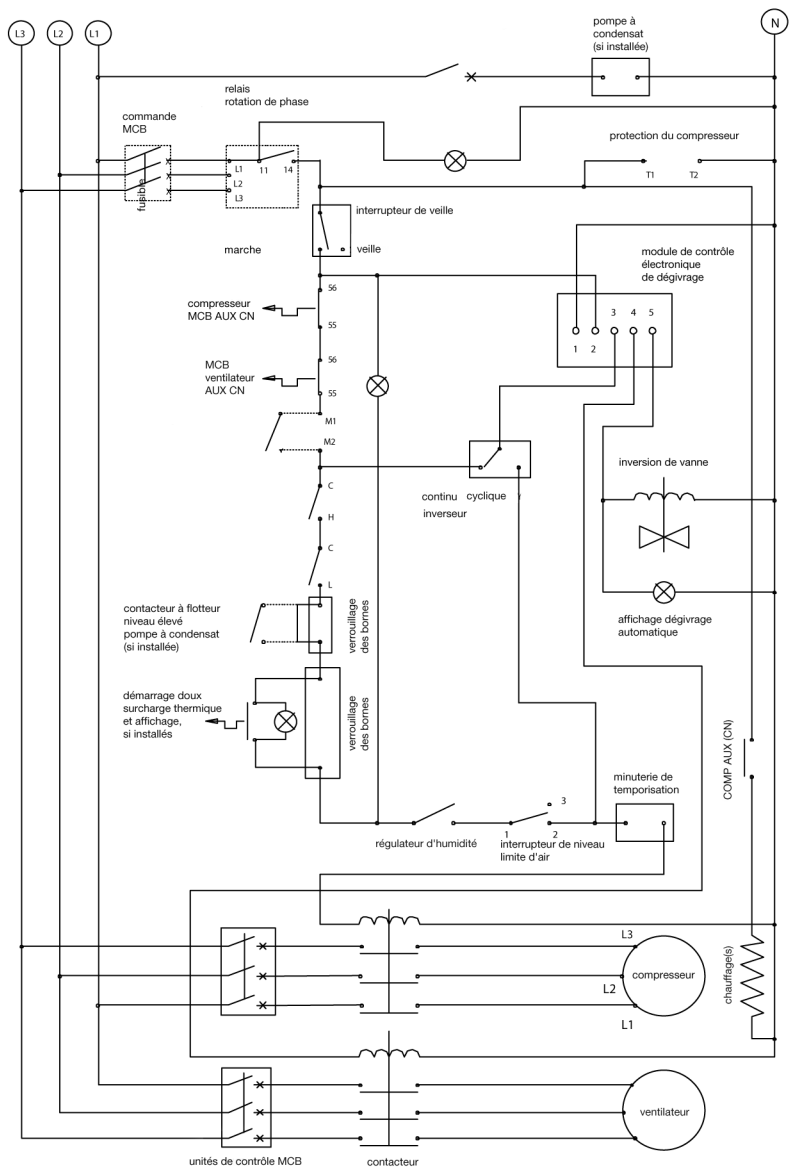 L3
L2
L1
N
pompe à
condensat
(si installée)
relais
rotation de phase
commande
MCB
protection du compresseur
L1
11
14
L2
L3
T1
T2
fusible
interrupteur de veille
marche
veille
module de contrôle
électronique
de dégivrage
56
compresseur
MCB AUX CN
55
3
4
5
1
2
56
MCB
ventilateur
AUX CN
55
M1
M2
inversion de vanne
C
continu
cyclique
inverseur
H
C
L
contacteur à flotteur
niveau élevé
pompe à condensat
(si installée)
verrouillage
des bornes
affichage dégivrage
automatique
démarrage doux
surcharge thermique
et affichage,
si installés
verrouillage
des bornes
COMP AUX (CN)
minuterie de
temporisation
3
1
2
régulateur d'humidité
interrupteur de niveau
limite d'air
L3
compresseur
L2
L1
chauffage(s)
ventilateur
unités de contrôle MCB
contacteur